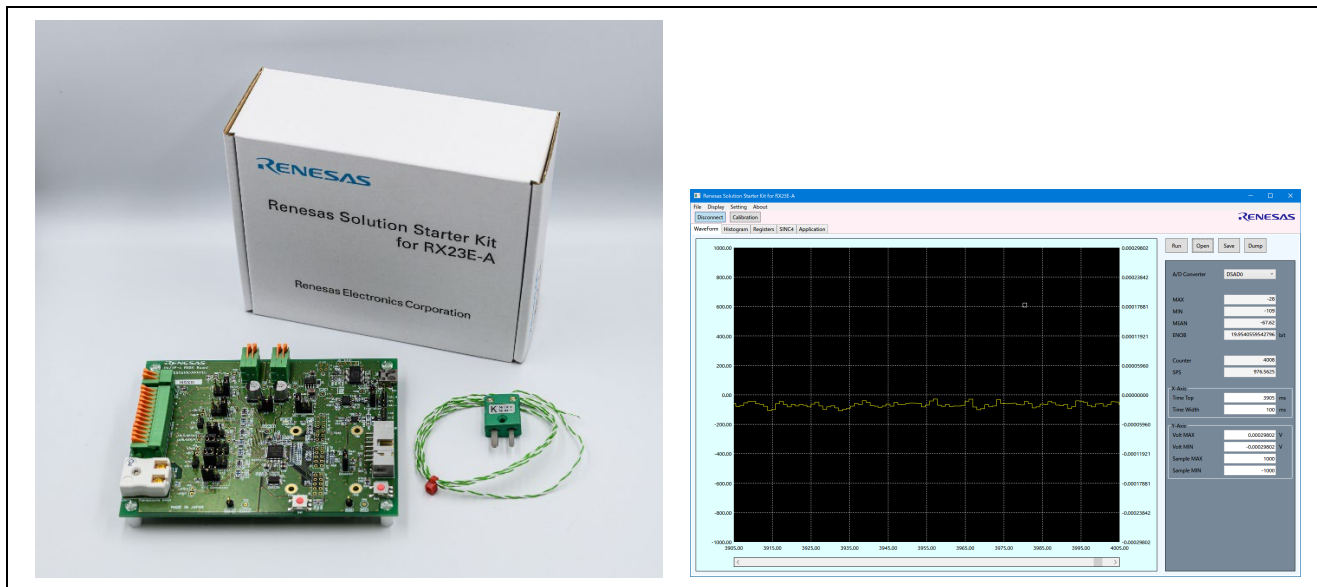 RENESAS
Renesas Solution Starter Kit
for RX23E-A
Renesas Electronics Corporation
RENESAS
K
MADE IN JAPAN
Renesas Solution Starter Kit for RX23E-A
File Display Setting About
Disconnect Calibration
RENESAS
Waveform Histogram Registers SINC4 Application
Run Open Save Dump
1000.00
800.00
600.00
400.00
200.00
0.00
-200.00
-400.00
-600.00
-800.00
-1000.00
0.00029802
0.00023842
0.00017881
0.00011921
0.00005960
0.00000000
-0.00005960
-0.00011921
-0.00017881
-0.00023842
-0.00029802
3905.00 3915.00 3925.00 3935.00 3945.00 3955.00 3965.00 3975.00 3985.00 3995.00 4005.00
A/D Converter DSAD0
MAX -28
MIN -109
MEAN -67.62
ENOB 19.9540559542796 bit
Counter 4008
SPS 976.5625
X-Axis
Time Top 3905 ms
Time Width 100 ms
Y-Axis
Volt MAX 0.00029802 V
Volt MIN -0.00029802 V
Sample MAX 1000
Sample MIN -1000